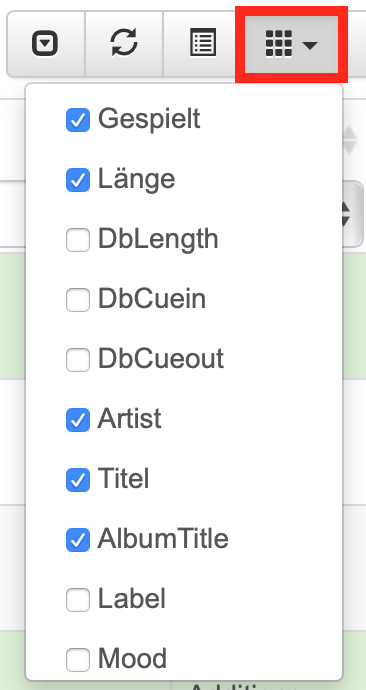 Gespielt
Länge
DbLength
DbCuein
DbCueout
Artist
Titel
AlbumTitle
Label
Mood